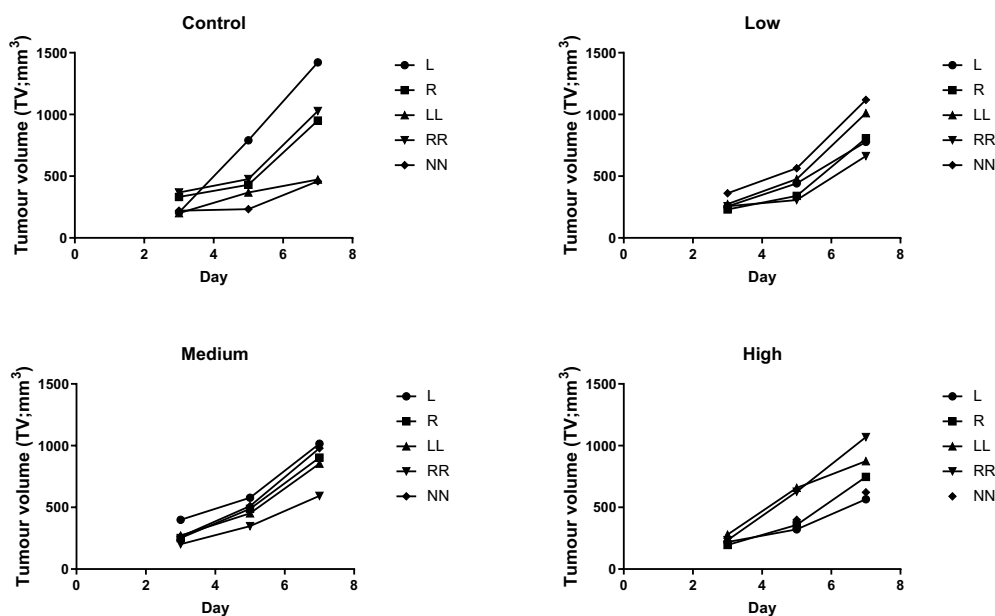 Control
Tumour volume (TV;mm³)
1500
1000
500
0
0 2 4 6 8
Day
L
R
LL
RR
NN
Low
Tumour volume (TV;mm³)
1500
1000
500
0
0 2 4 6 8
Day
L
R
LL
RR
NN
Medium
Tumour volume (TV;mm³)
1500
1000
500
0
0 2 4 6 8
Day
L
R
LL
RR
NN
High
Tumour volume (TV;mm³)
1500
1000
500
0
0 2 4 6 8
Day
L
R
LL
RR
NN